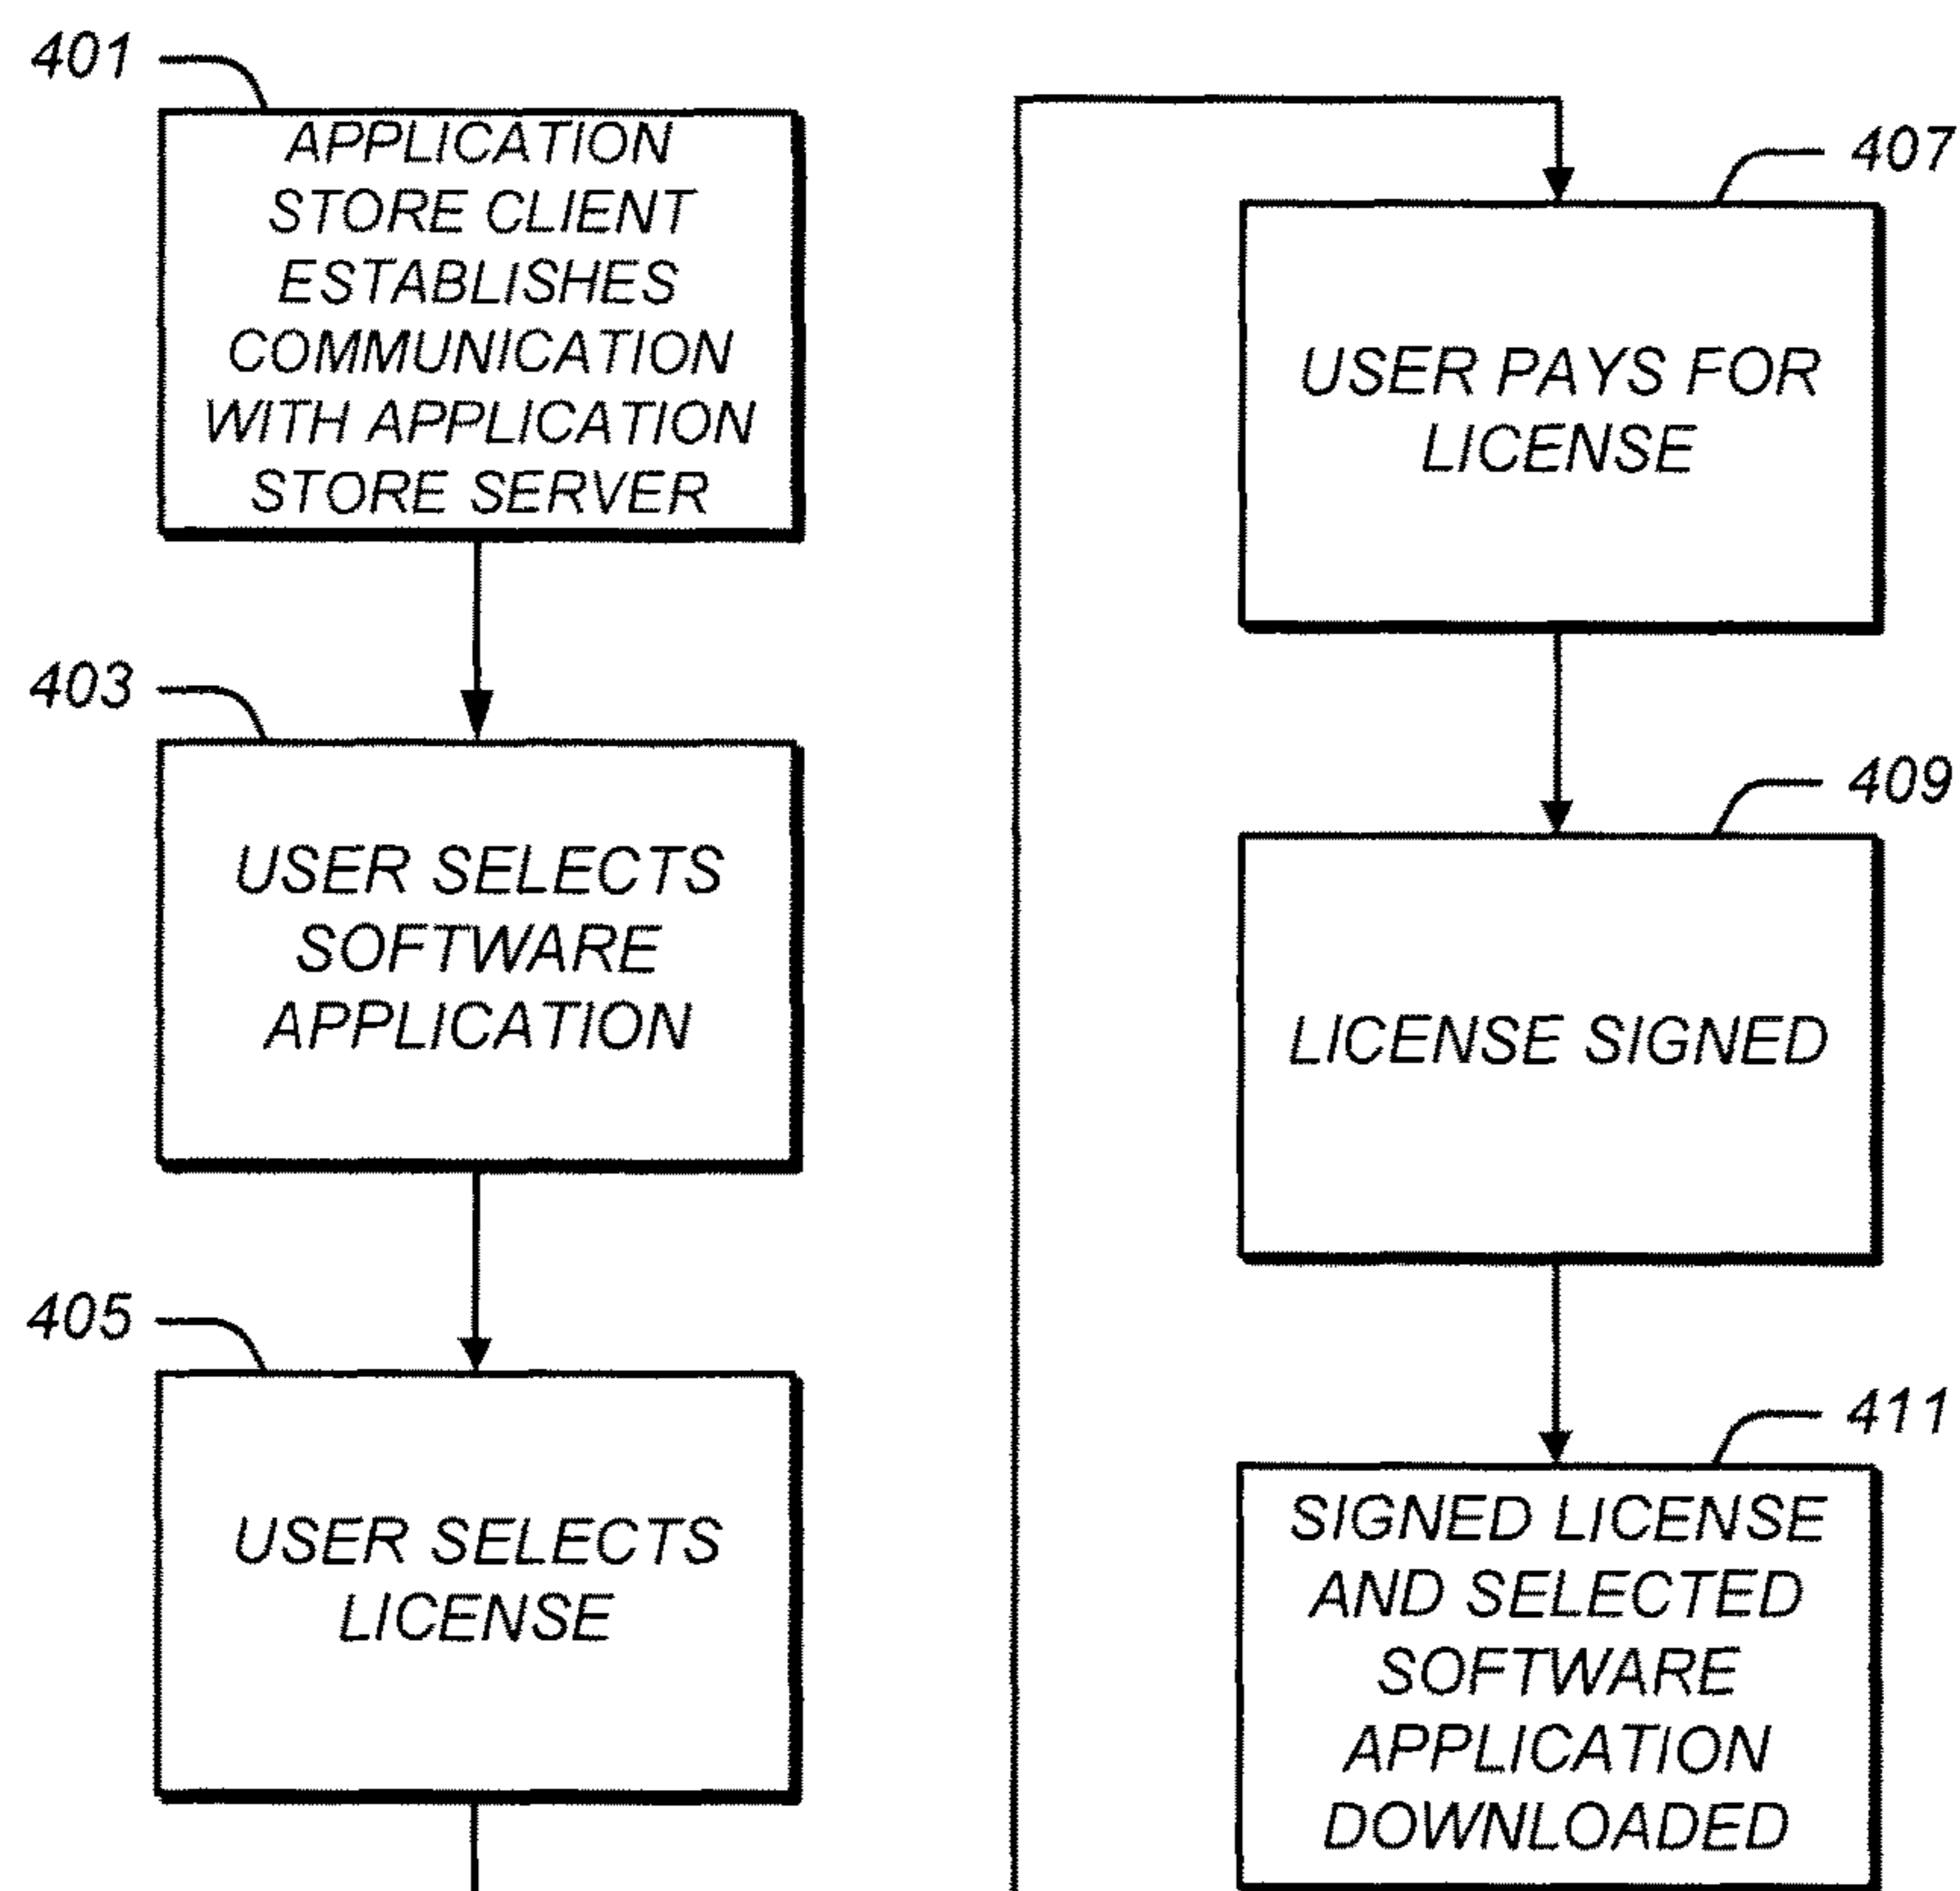 401
APPLICATION
STORE CLIENT
ESTABLISHES
COMMUNICATION
WITH APPLICATION
STORE SERVER
403
USER SELECTS
SOFTWARE
APPLICATION
405
USER SELECTS
LICENSE
407
USER PAYS FOR
LICENSE
409
LICENSE SIGNED
411
SIGNED LICENSE
AND SELECTED
SOFTWARE
APPLICATION
DOWNLOADED